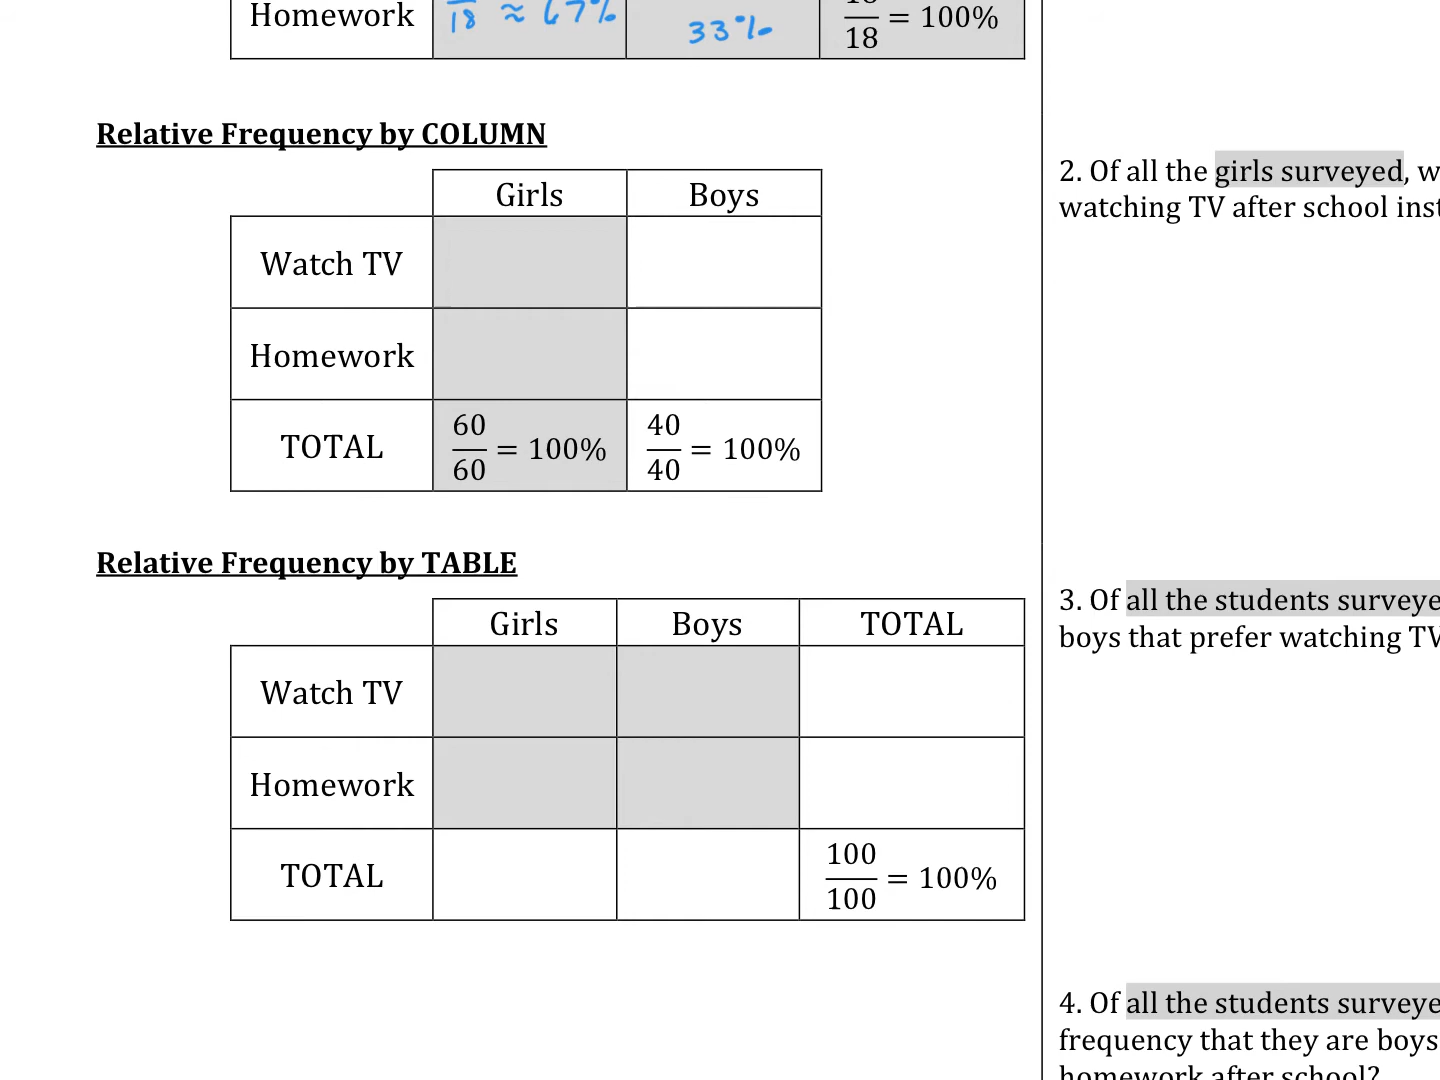 Homework 18 ≈ 67% 33% 18 = 100%
Relative Frequency by COLUMN
Girls Boys
Watch TV
Homework
TOTAL 60/60 = 100% 40/40 = 100%
Relative Frequency by TABLE
Girls Boys TOTAL
Watch TV
Homework
TOTAL 100/100 = 100%
2. Of all the girls surveyed, w
watching TV after school inst
3. Of all the students surveye
boys that prefer watching TV
4. Of all the students surveye
frequency that they are boys
homework after school?